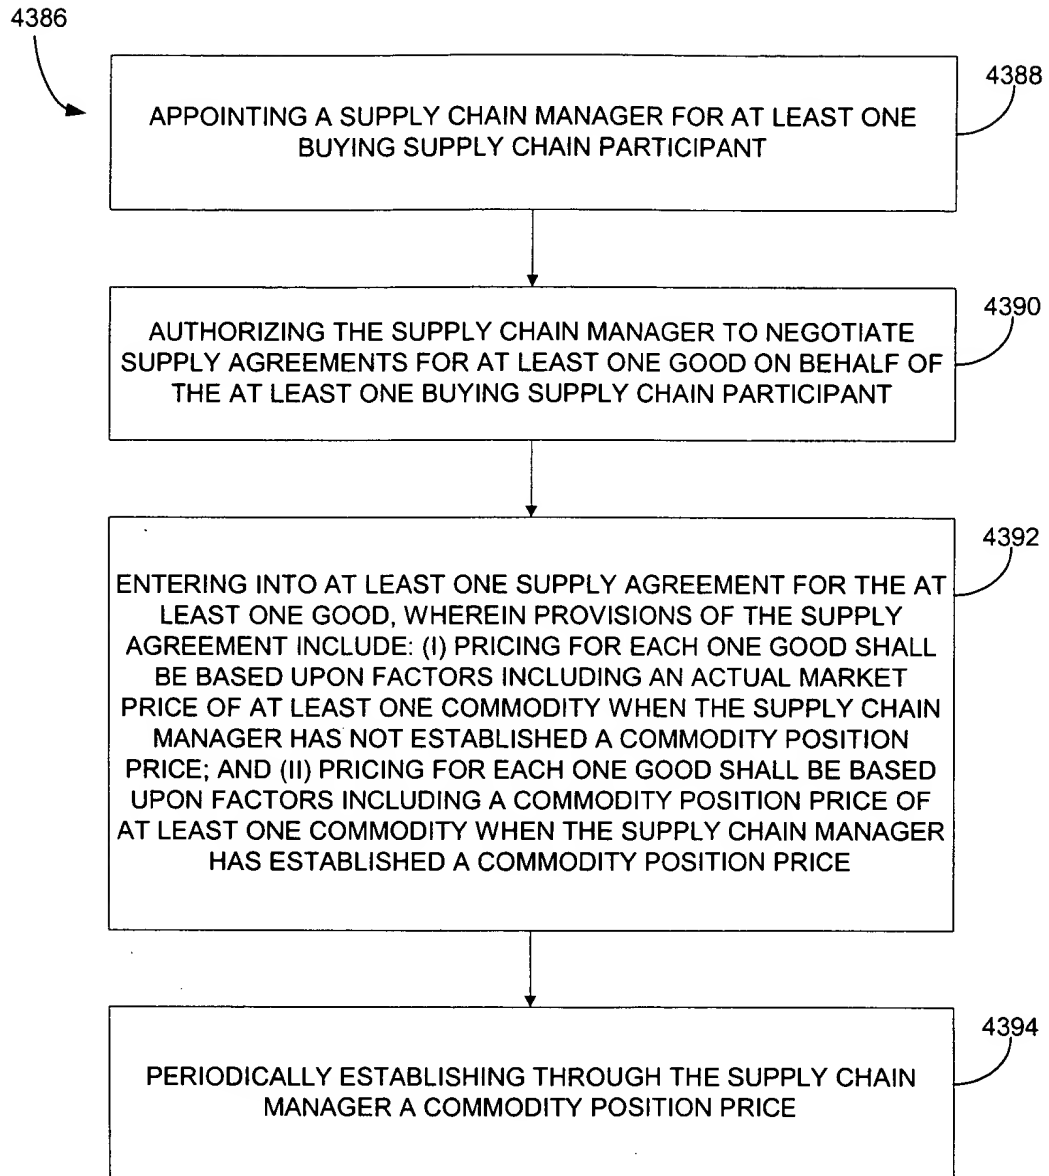 4386
4388
APPOINTING A SUPPLY CHAIN MANAGER FOR AT LEAST ONE
BUYING SUPPLY CHAIN PARTICIPANT
4390
AUTHORIZING THE SUPPLY CHAIN MANAGER TO NEGOTIATE
SUPPLY AGREEMENTS FOR AT LEAST ONE GOOD ON BEHALF OF
THE AT LEAST ONE BUYING SUPPLY CHAIN PARTICIPANT
4392
ENTERING INTO AT LEAST ONE SUPPLY AGREEMENT FOR THE AT
LEAST ONE GOOD, WHEREIN PROVISIONS OF THE SUPPLY
AGREEMENT INCLUDE: (I) PRICING FOR EACH ONE GOOD SHALL
BE BASED UPON FACTORS INCLUDING AN ACTUAL MARKET
PRICE OF AT LEAST ONE COMMODITY WHEN THE SUPPLY CHAIN
MANAGER HAS NOT ESTABLISHED A COMMODITY POSITION
PRICE; AND (II) PRICING FOR EACH ONE GOOD SHALL BE BASED
UPON FACTORS INCLUDING A COMMODITY POSITION PRICE OF
AT LEAST ONE COMMODITY WHEN THE SUPPLY CHAIN MANAGER
HAS ESTABLISHED A COMMODITY POSITION PRICE
4394
PERIODICALLY ESTABLISHING THROUGH THE SUPPLY CHAIN
MANAGER A COMMODITY POSITION PRICE